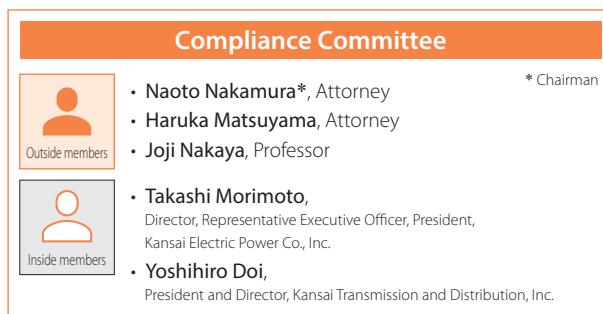 Compliance Committee
* Chairman
Outside members
• Naoto Nakamura*, Attorney
• Haruka Matsuyama, Attorney
• Joji Nakaya, Professor
Inside members
• Takashi Morimoto,
Director, Representative Executive Officer, President,
Kansai Electric Power Co., Inc.
• Yoshihiro Doi,
President and Director, Kansai Transmission and Distribution, Inc.